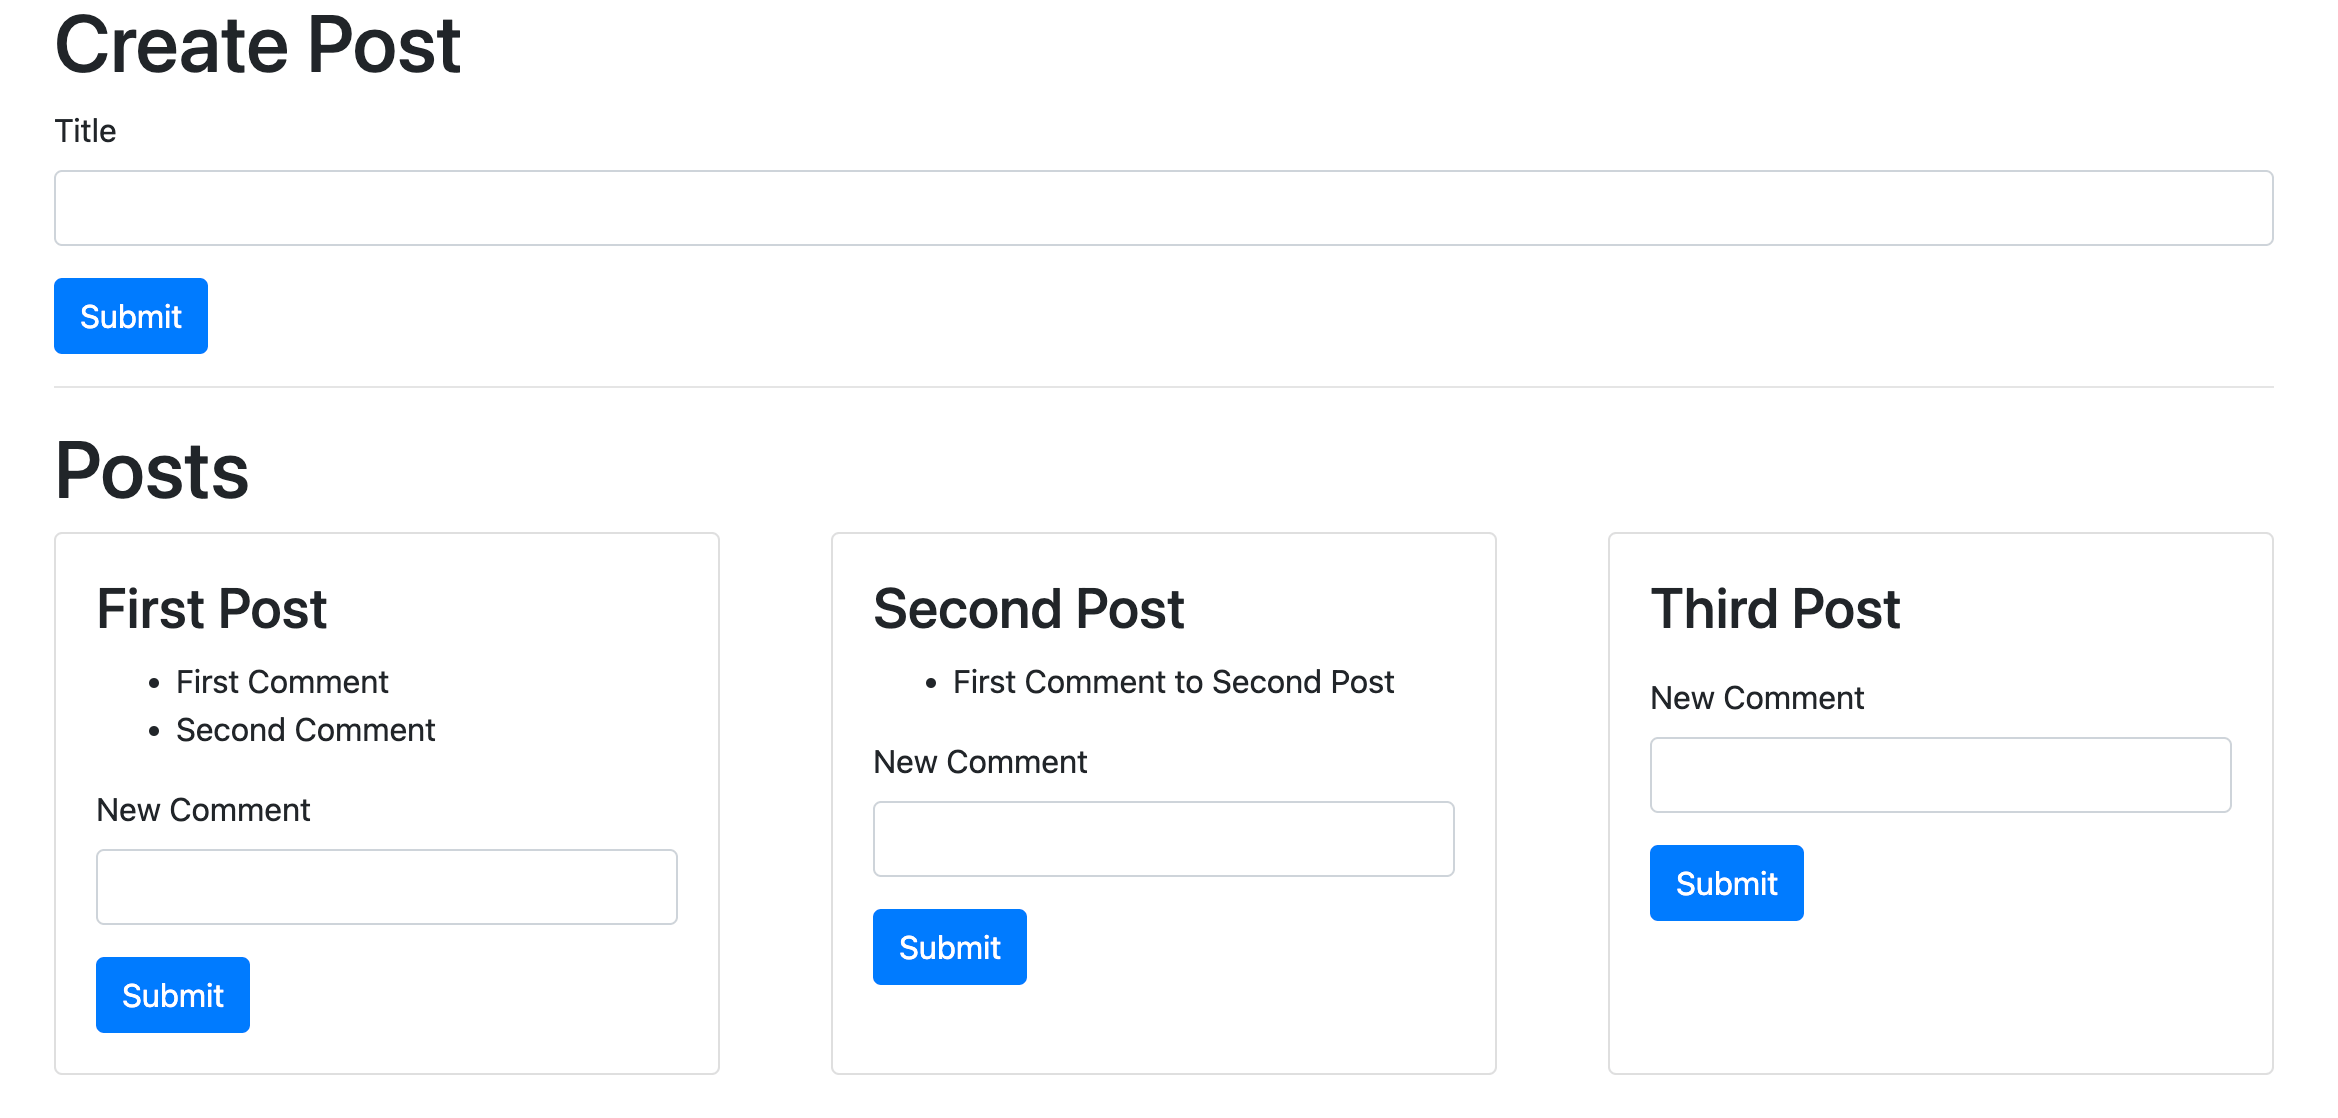 Create Post
Title
Submit
Posts
First Post
First Comment
Second Comment
New Comment
Submit
Second Post
First Comment to Second Post
New Comment
Submit
Third Post
New Comment
Submit